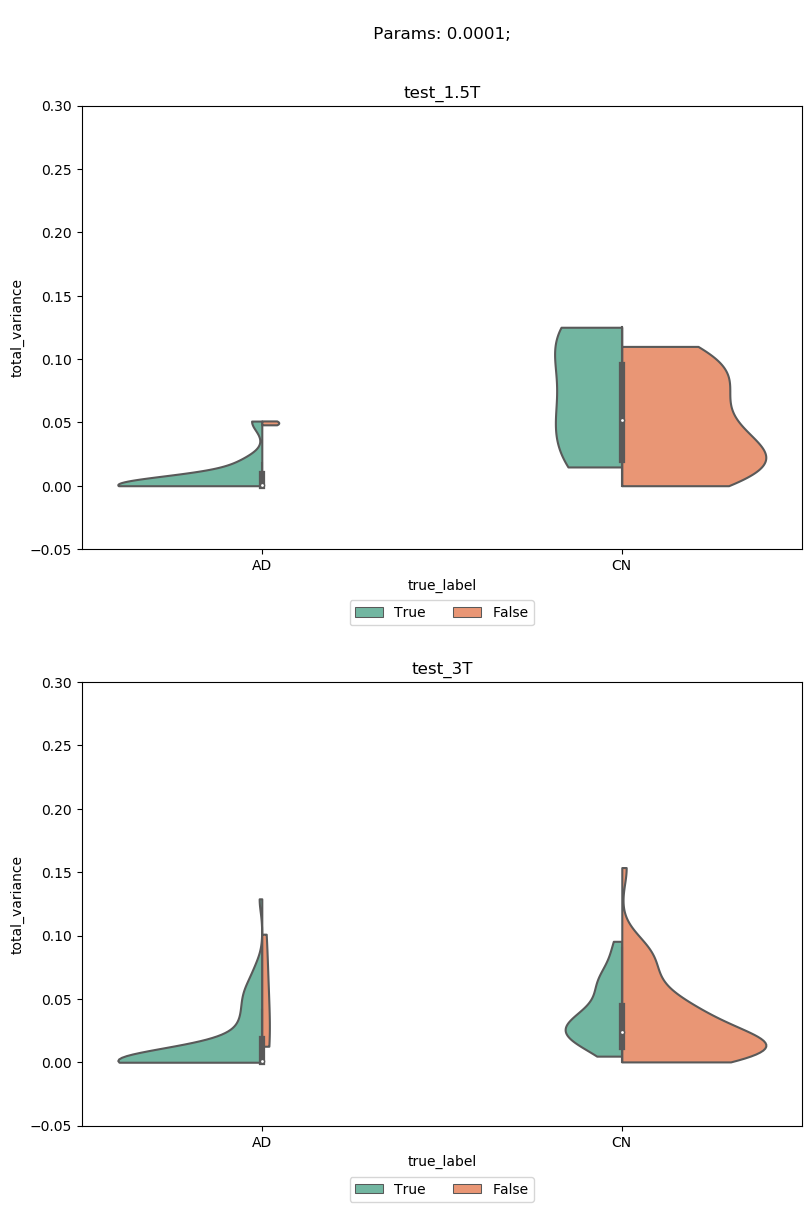 Params: 0.0001;
test_1.5T
0.30
0.25
0.20
0.15
0.10
0.05
0.00
−0.05
total_variance
AD
CN
true_label
True
False
test_3T
0.30
0.25
0.20
0.15
0.10
0.05
0.00
−0.05
total_variance
AD
CN
true_label
True
False